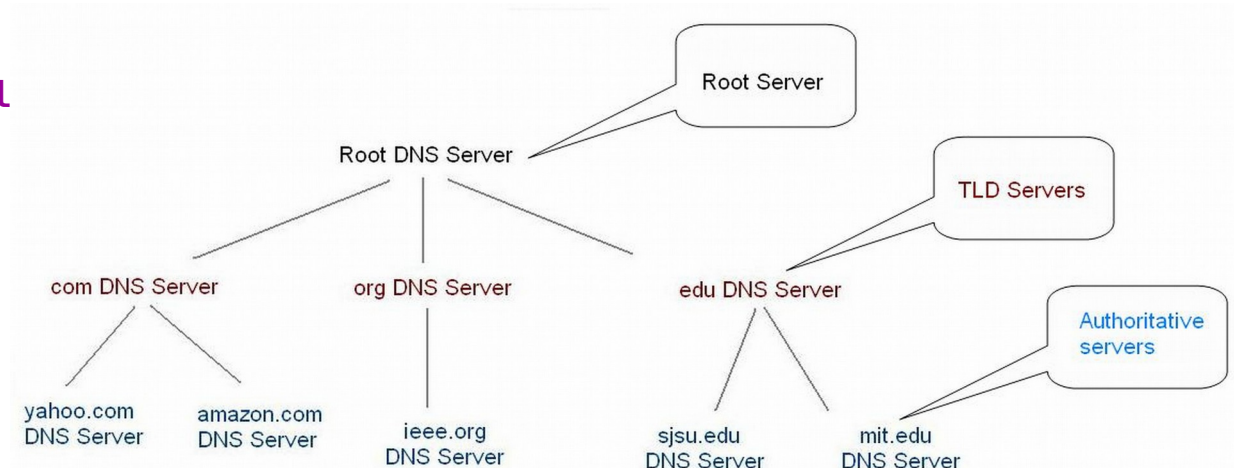 Root Server
Root DNS Server
TLD Servers
com DNS Server
org DNS Server
edu DNS Server
Authoritative
servers
yahoo.com
DNS Server
amazon.com
DNS Server
ieee.org
DNS Server
sjsu.edu
DNS Server
mit.edu
DNS Server